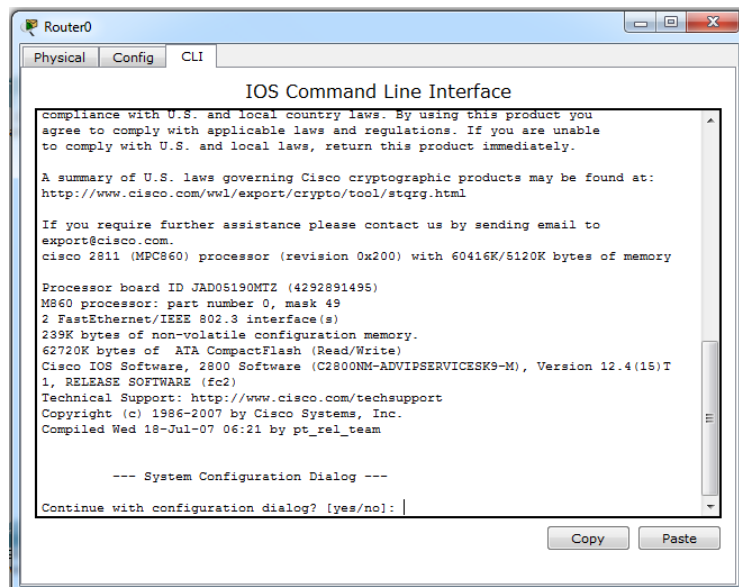 Router0
Physical Config CLI
IOS Command Line Interface
compliance with U.S. and local country laws. By using this product you
agree to comply with applicable laws and regulations. If you are unable
to comply with U.S. and local laws, return this product immediately.
A summary of U.S. laws governing Cisco cryptographic products may be found at:
http://www.cisco.com/wwl/export/crypto/tool/stqrg.html
If you require further assistance please contact us by sending email to
export@cisco.com.
cisco 2811 (MPC860) processor (revision 0x200) with 60416K/5120K bytes of memory
Processor board ID JAD05190MTZ (4292891495)
M860 processor: part number 0, mask 49
2 FastEthernet/IEEE 802.3 interface(s)
239K bytes of non-volatile configuration memory.
62720K bytes of ATA CompactFlash (Read/Write)
Cisco IOS Software, 2800 Software (C2800NM-ADVIPSERVICESK9-M), Version 12.4(15)T
1, RELEASE SOFTWARE (fc2)
Technical Support: http://www.cisco.com/techsupport
Copyright (c) 1986-2007 by Cisco Systems, Inc.
Compiled Wed 18-Jul-07 06:21 by pt_rel_team
--- System Configuration Dialog ---
Continue with configuration dialog? [yes/no]:
Copy Paste